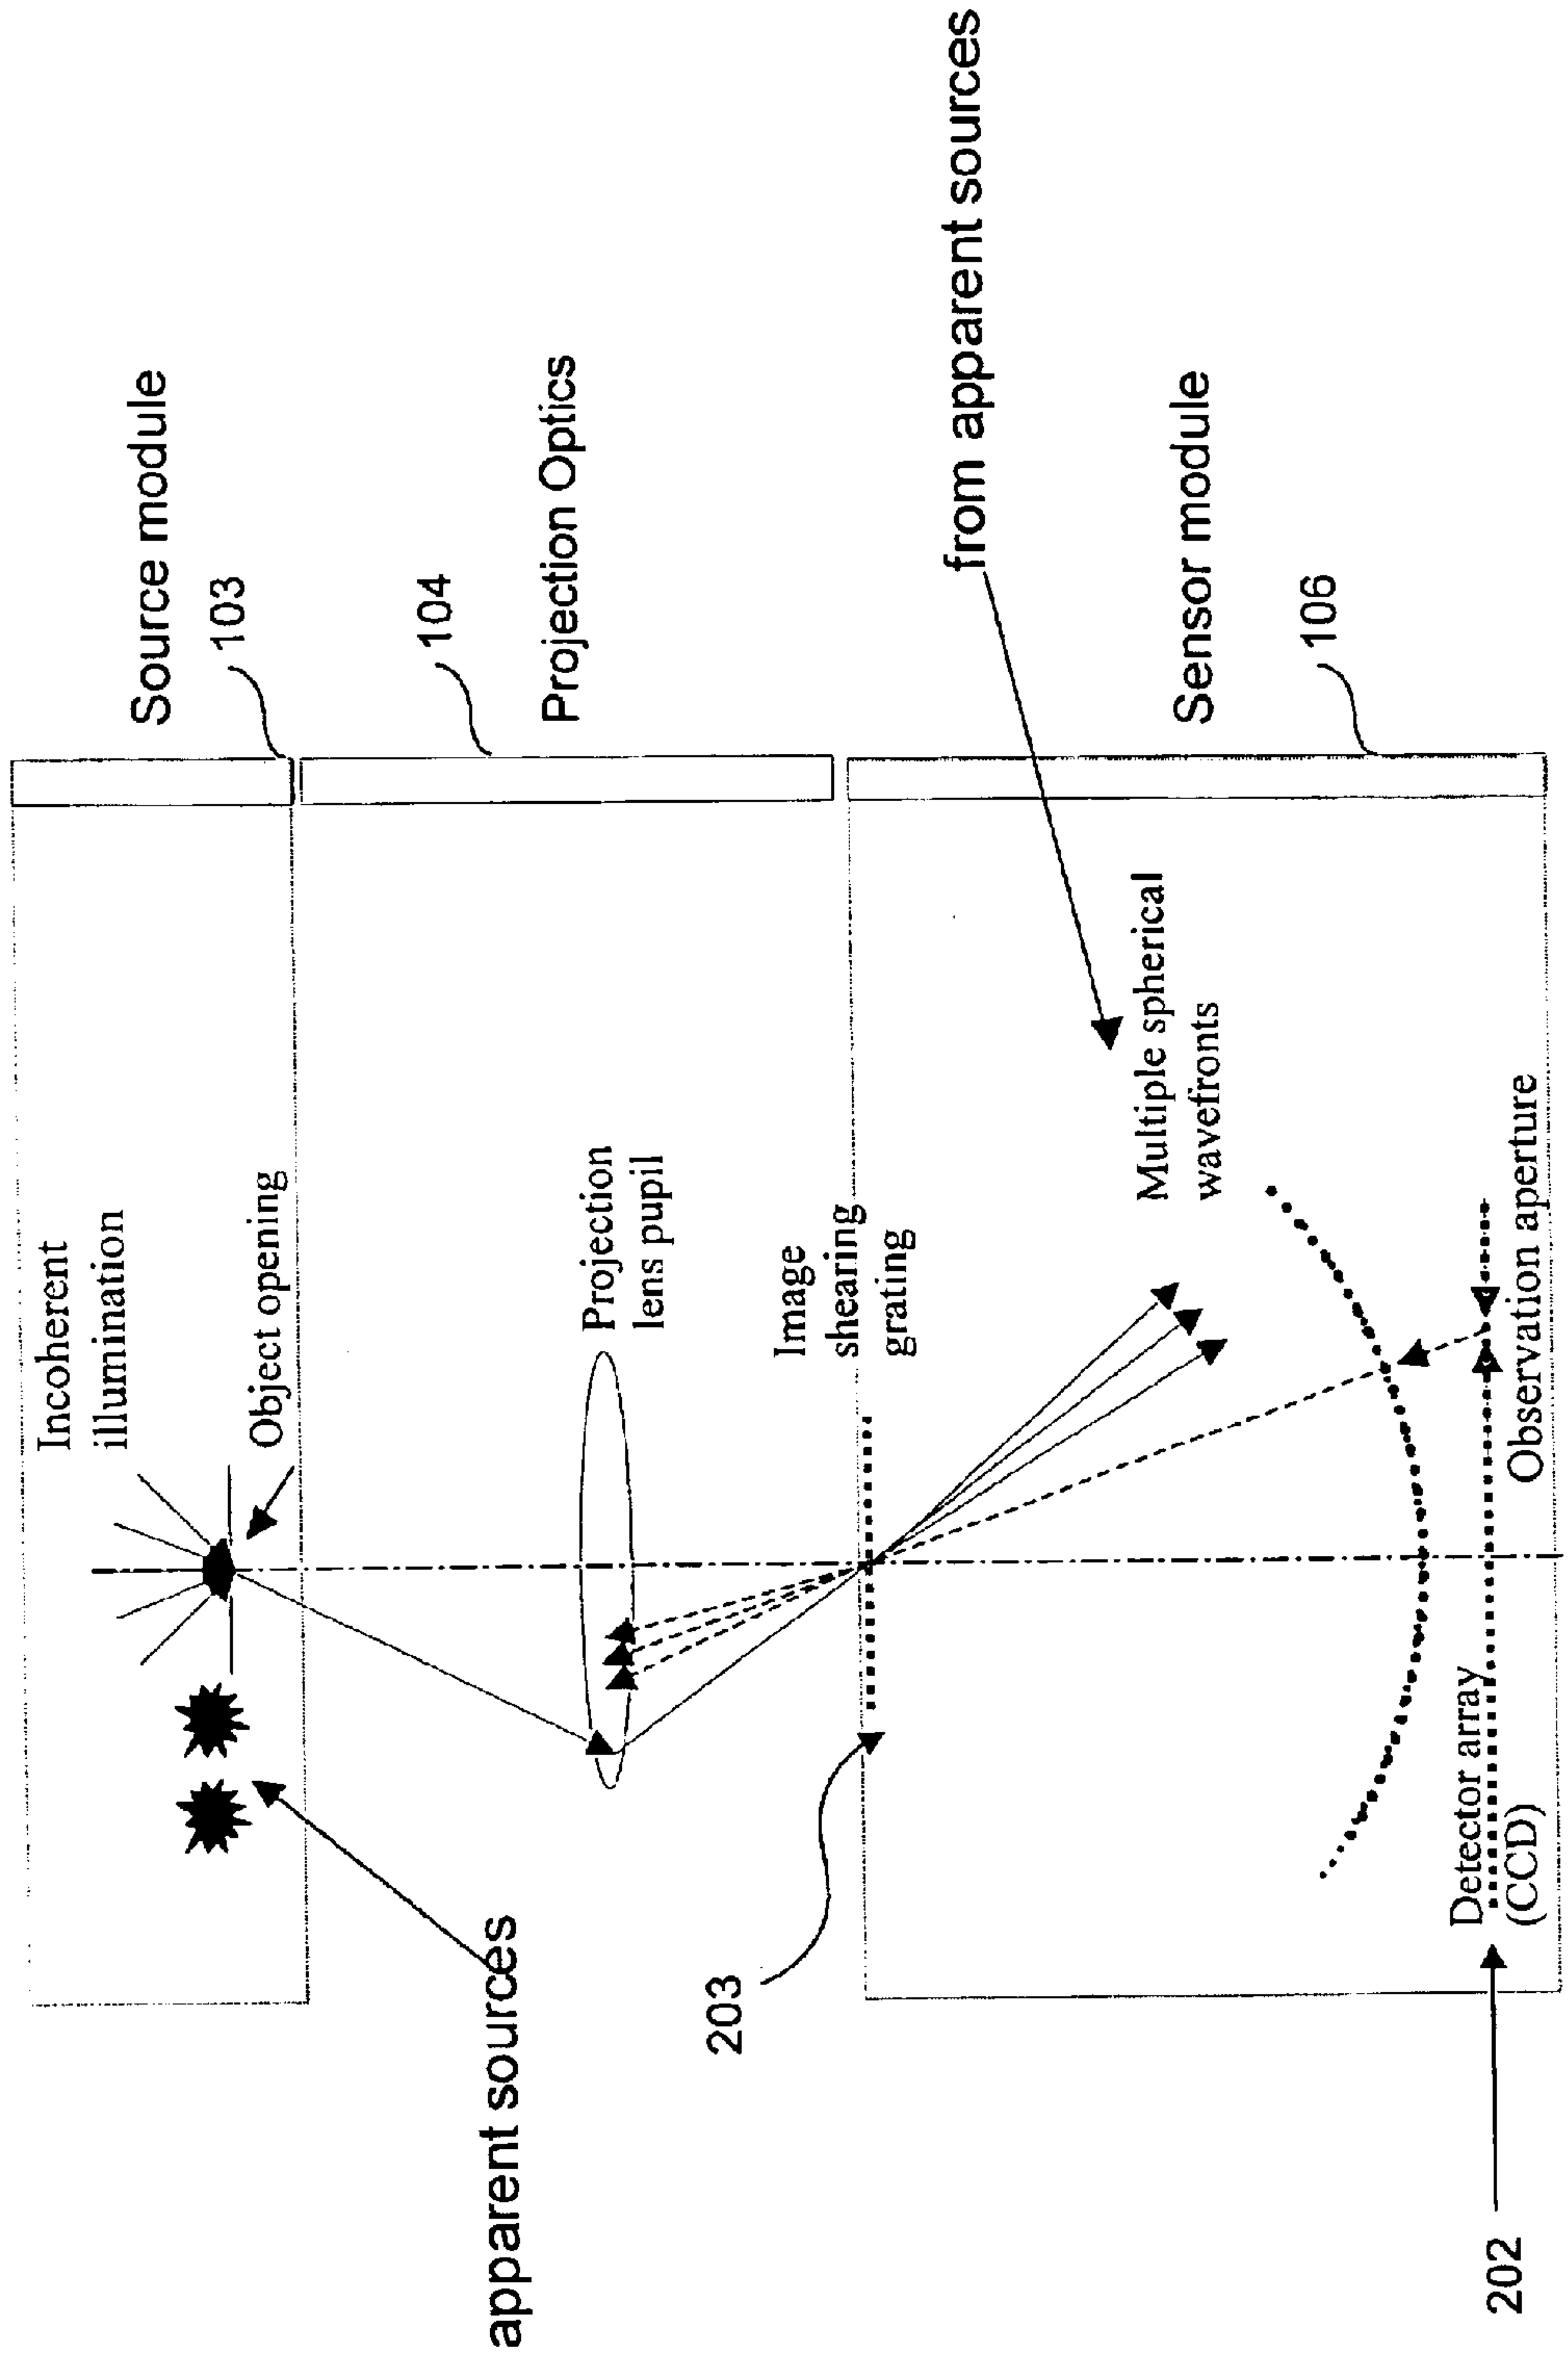 Source module
103
Incoherent
illumination
Object opening
apparent sources
104
Projection Optics
Projection
lens pupil
203
Image
shearing
grating
from apparent sources
Multiple spherical
wavefronts
Sensor module
106
Detector array
(CCD)
Observation aperture
202